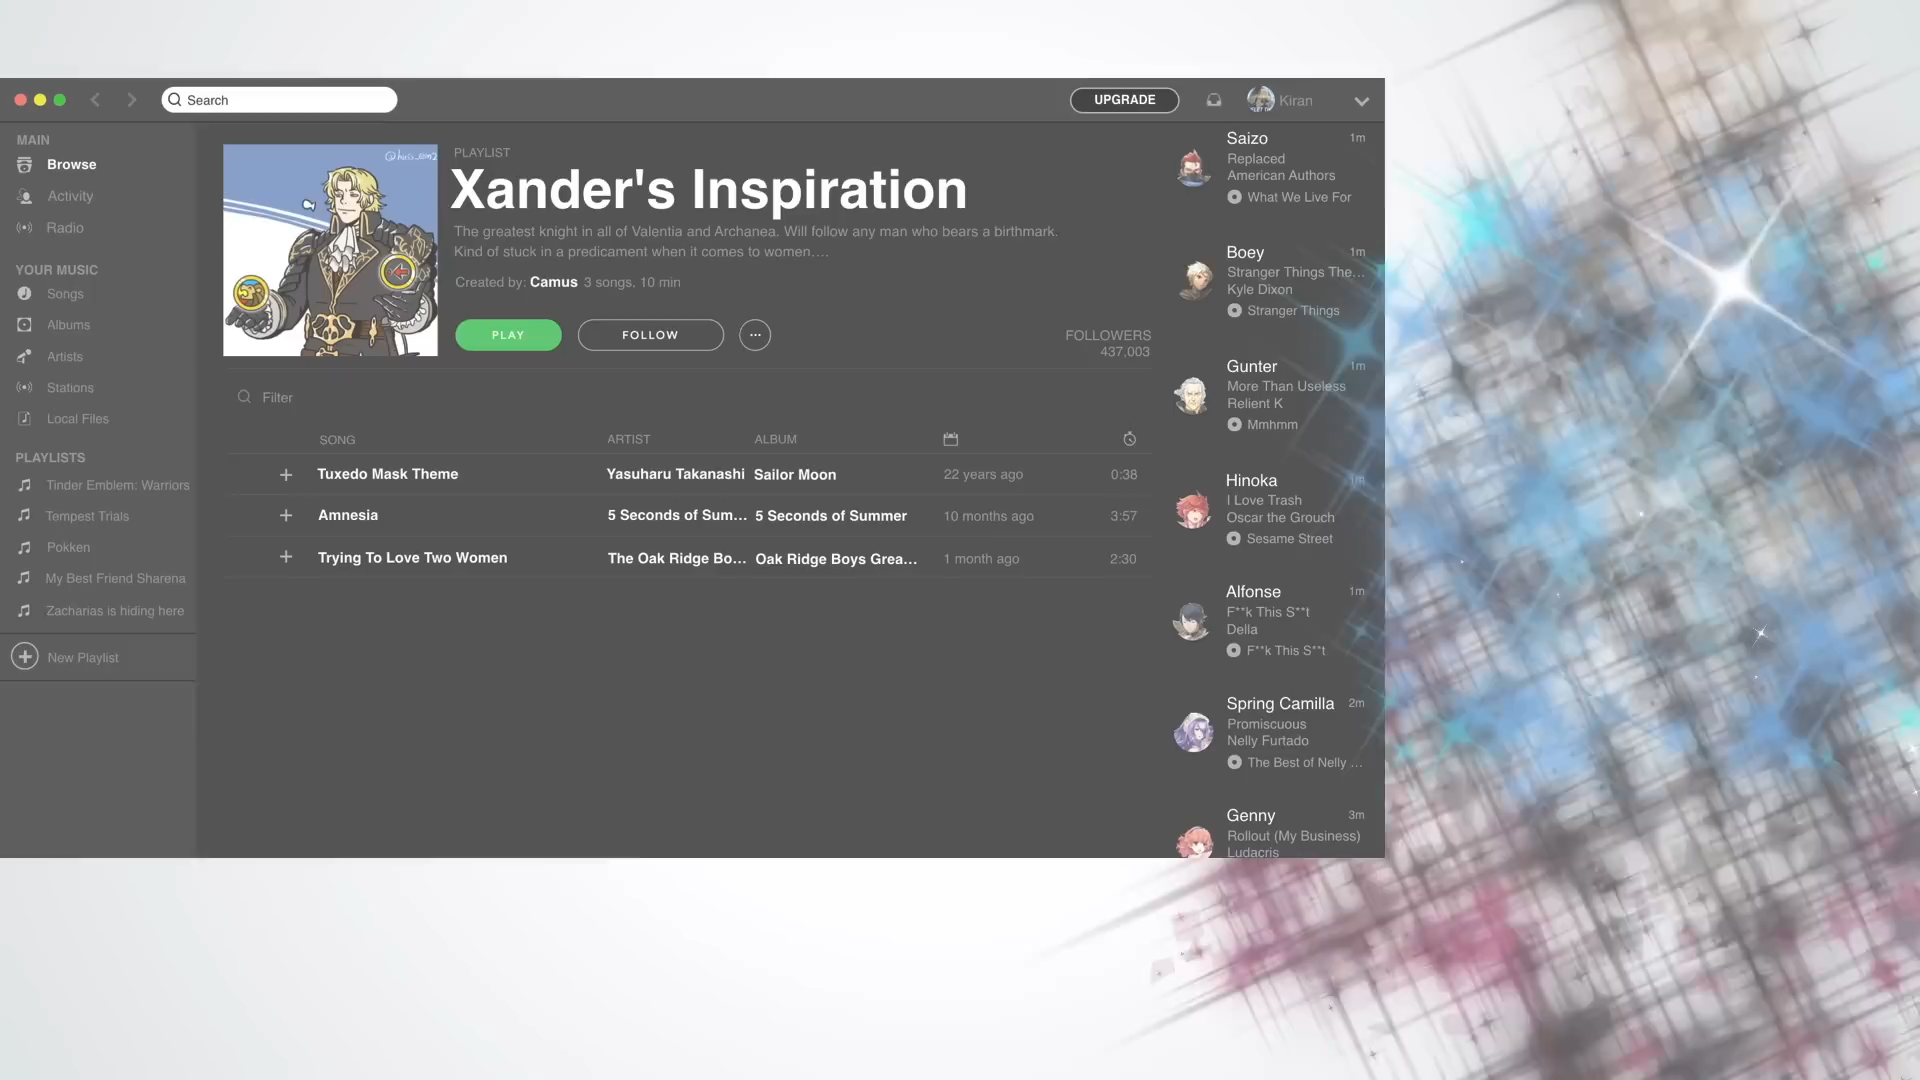 Search
UPGRADE
Kiran
MAIN
Browse
Activity
Radio
YOUR MUSIC
Songs
Albums
Artists
Stations
Local Files
PLAYLISTS
Tinder Emblem: Warriors
Tempest Trials
Pokken
My Best Friend Sharena
Zacharias is hiding here
New Playlist
PLAYLIST
Xander's Inspiration
The greatest knight in all of Valentia and Archanea. Will follow any man who bears a birthmark.
Kind of stuck in a predicament when it comes to women....
Created by: Camus 3 songs, 10 min
PLAY
FOLLOW
FOLLOWERS
437,003
Filter
SONG ARTIST ALBUM
+ Tuxedo Mask Theme Yasuharu Takanashi Sailor Moon 22 years ago 0:38
+ Amnesia 5 Seconds of Sum... 5 Seconds of Summer 10 months ago 3:57
+ Trying To Love Two Women The Oak Ridge Bo... Oak Ridge Boys Grea... 1 month ago 2:30
Saizo 1m
Replaced
American Authors
What We Live For
Boey 1m
Stranger Things The...
Kyle Dixon
Stranger Things
Gunter 1m
More Than Useless
Relient K
Mmhmm
Hinoka 1m
I Love Trash
Oscar the Grouch
Sesame Street
Alfonse 1m
F**k This S**t
Della
F**k This S**t
Spring Camilla 2m
Promiscuous
Nelly Furtado
The Best of Nelly ...
Genny 3m
Rollout (My Business)
Ludacris